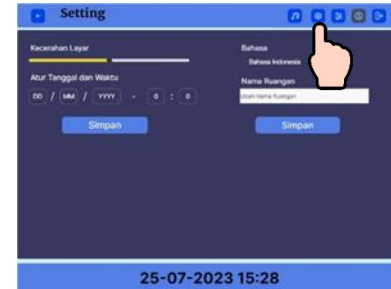 Setting
Kecerahan Layar
Bahasa
Bahasa Indonesia
Atur Tanggal dan Waktu
Nama Ruangan
DD / MM / YYYY - 0 : 0
Ubah Nama Ruangan
Simpan
Simpan
25-07-2023 15:28